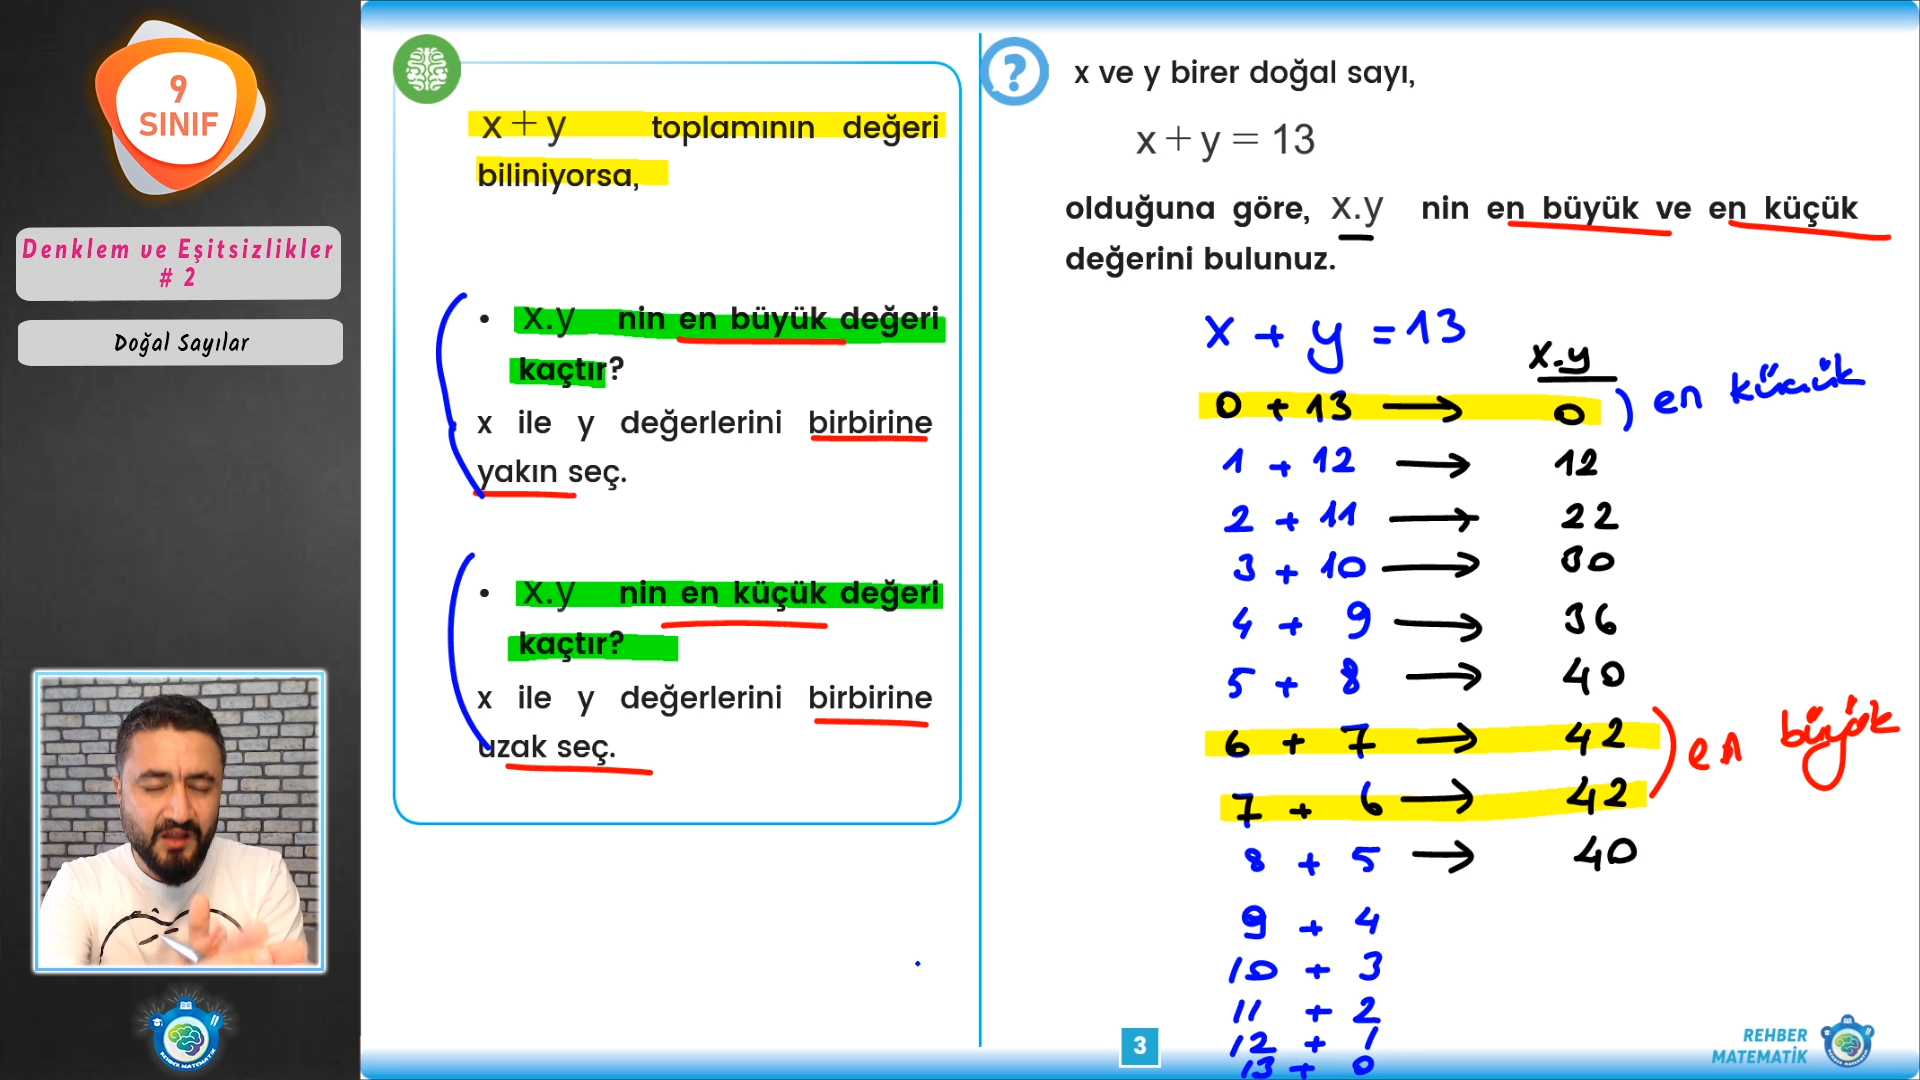 9
SINIF
Denklem ve Eşitsizlikler
# 2
Doğal Sayılar
REHBER MATEMATİK
x+y toplamının değeri
biliniyorsa,
• x.y nin en büyük değeri
kaçtır?
x ile y değerlerini birbirine
yakın seç.
• x.y nin en küçük değeri
kaçtır?
x ile y değerlerini birbirine
uzak seç.
?
x ve y birer doğal sayı,
x+y = 13
olduğuna göre, x.y nin en büyük ve en küçük
değerini bulunuz.
x + y = 13
x.y
0 + 13 → 0 ) en küçük
1 + 12 → 12
2 + 11 → 22
3 + 10 → 30
4 + 9 → 36
5 + 8 → 40
6 + 7 → 42
7 + 6 → 42
) en büyük
8 + 5 → 40
9 + 4
10 + 3
11 + 2
12 + 1
13 + 0
3
REHBER
MATEMATİK